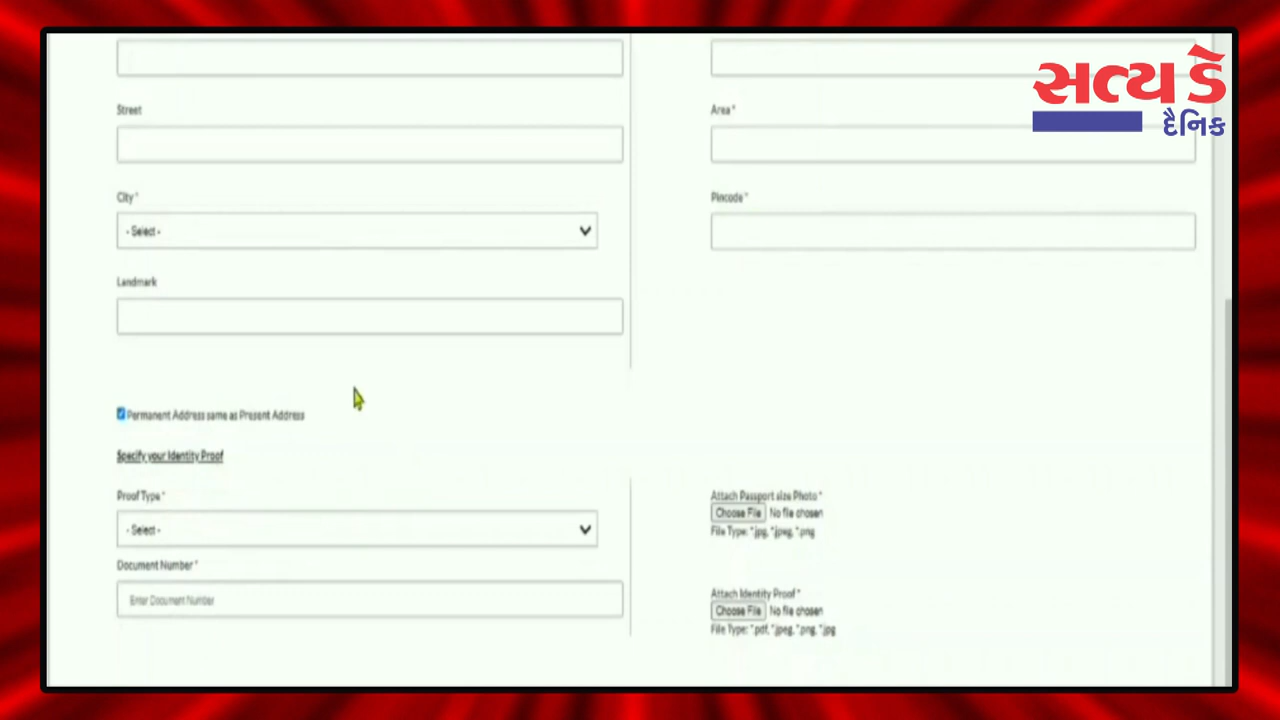 સત્ય ડે
દૈનિક
Street
Area*
City*
- Select -
Pincode*
Landmark
Permanent Address same as Present Address
Specify your Identity Proof
Proof Type*
- Select -
Document Number*
Enter Document Number
Attach Passport size Photo*
Choose File No file chosen
File Type: *.jpg, *.jpeg, *.png
Attach Identity Proof*
Choose File No file chosen
File Type: *.pdf, *.jpeg, *.png, *.jpg